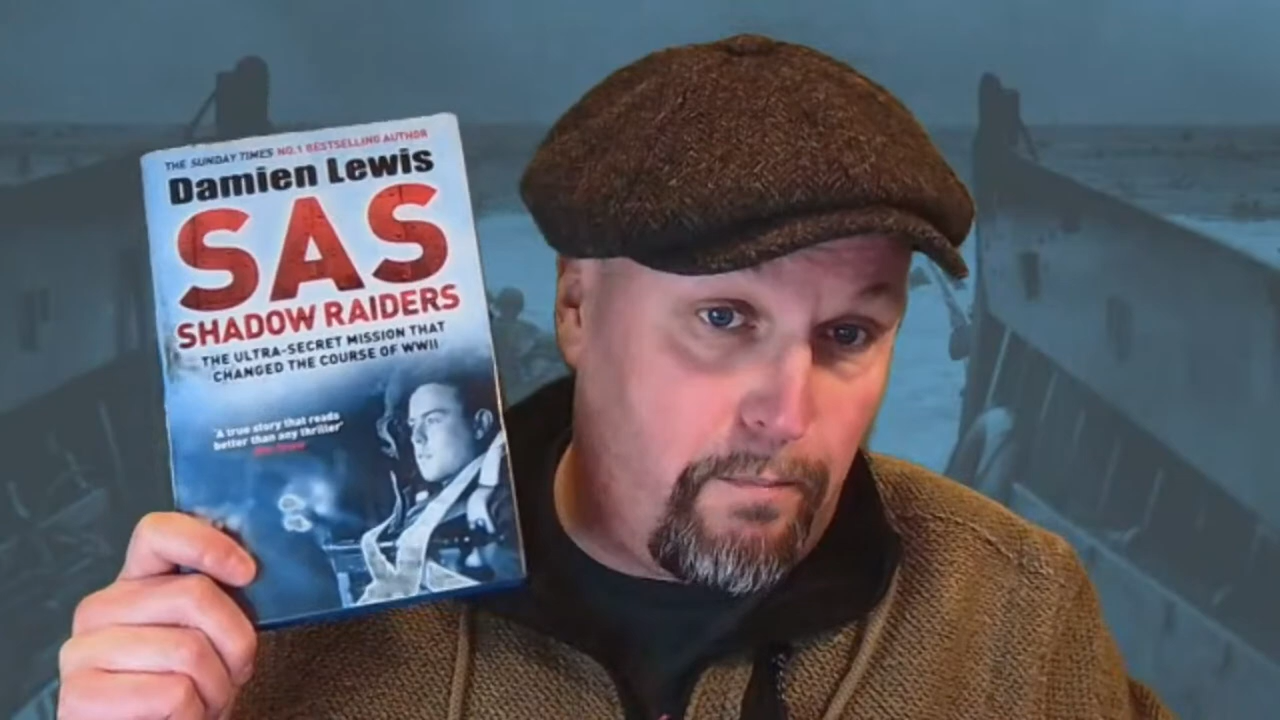 THE SUNDAY TIMES NO.1 BESTSELLING AUTHOR
Damien Lewis
SAS
SHADOW RAIDERS
THE ULTRA-SECRET MISSION THAT
CHANGED THE COURSE OF WWII
'A true story that reads
better than any thriller'